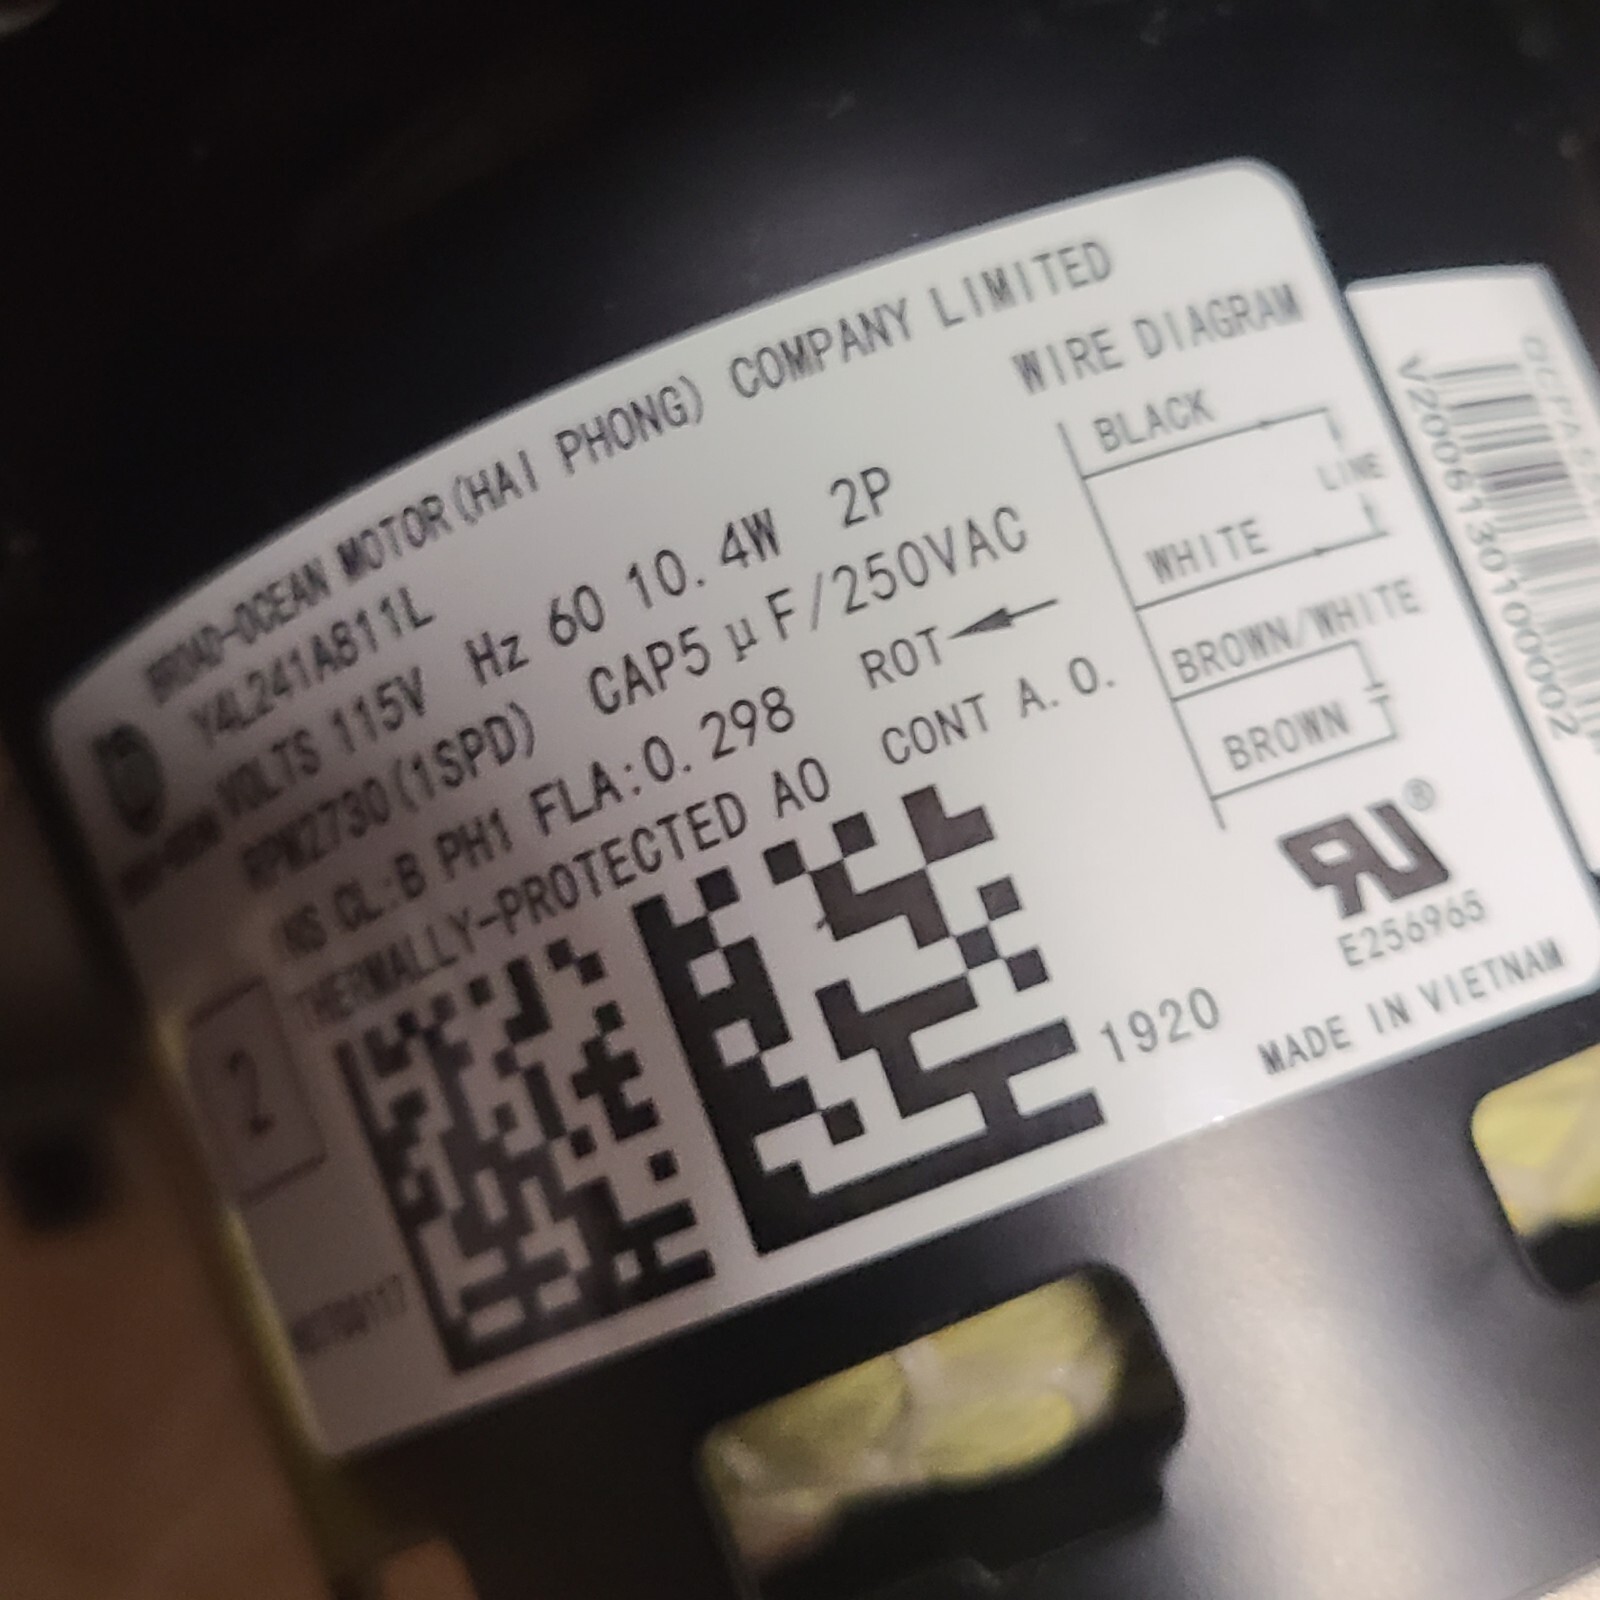 BROAD-OCEAN MOTOR(HAI PHONG) COMPANY LIMITED
Y4L241A811L
VOLTS 115V Hz 60 10.4W 2P
RPM2730(1SPD) CAP5μF/250VAC
INS CL:B PH1 FLA:0.298 ROT
THERMALLY-PROTECTED AO CONT A.O.
WIRE DIAGRAM
BLACK
LINE
WHITE
BROWN/WHITE
BROWN
®
E256965
MADE IN VIETNAM
2
1920
V2006130100002